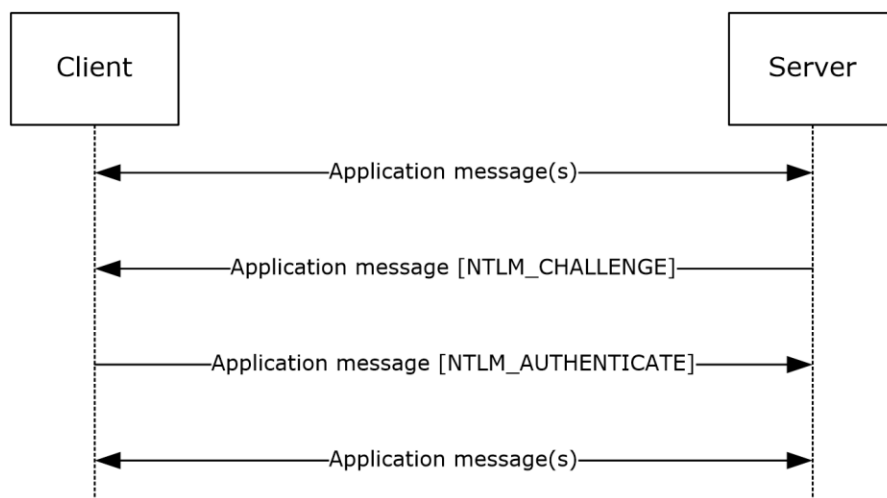 Client
Server
Application message(s)
Application message [NTLM_CHALLENGE]
Application message [NTLM_AUTHENTICATE]
Application message(s)